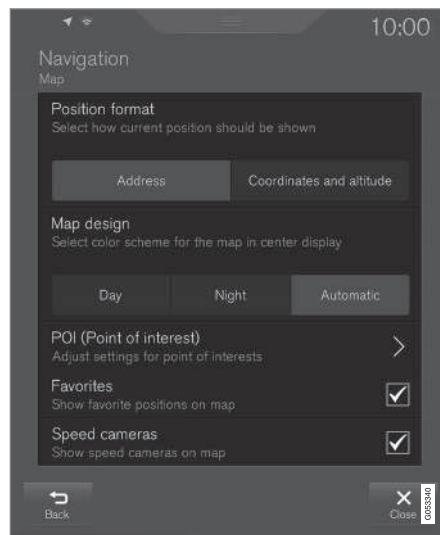 10:00
Navigation
Map
Position format
Select how current position should be shown
Address Coordinates and altitude
Map design
Select color scheme for the map in center display
Day Night Automatic
POI (Point of interest)
Adjust settings for point of interests
Favorites
Show favorite positions on map
Speed cameras
Show speed cameras on map
Back Close
G053340